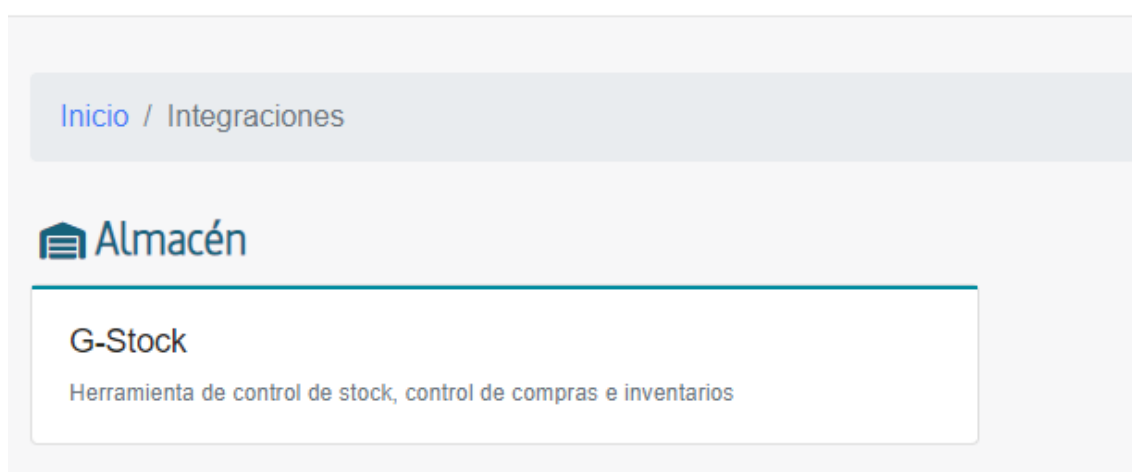 Inicio / Integraciones
Almacén
G-Stock
Herramienta de control de stock, control de compras e inventarios